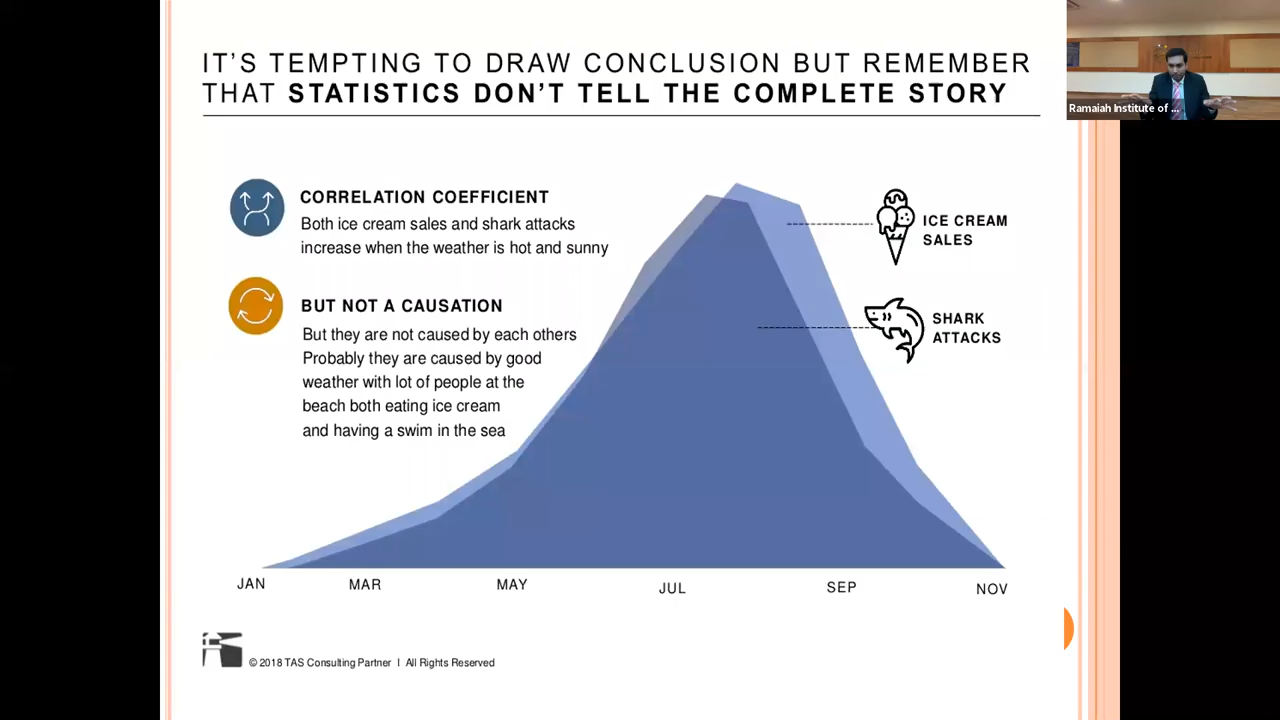 IT'S TEMPTING TO DRAW CONCLUSION BUT REMEMBER
THAT STATISTICS DON'T TELL THE COMPLETE STORY
Ramaiah Institute of ...
CORRELATION COEFFICIENT
Both ice cream sales and shark attacks
increase when the weather is hot and sunny
BUT NOT A CAUSATION
But they are not caused by each others
Probably they are caused by good
weather with lot of people at the
beach both eating ice cream
and having a swim in the sea
ICE CREAM
SALES
SHARK
ATTACKS
JAN MAR MAY JUL SEP NOV
© 2018 TAS Consulting Partner I All Rights Reserved